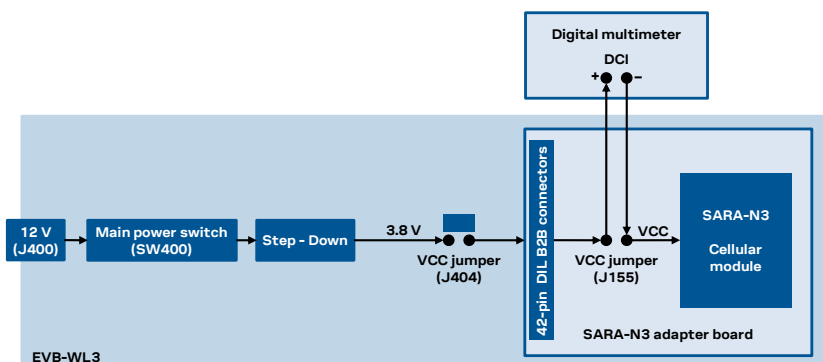 Digital multimeter
DCI
+ –
12 V
(J400)
Main power switch
(SW400)
Step - Down
3.8 V
VCC jumper
(J404)
42-pin DIL B2B connectors
VCC jumper
(J155)
VCC
SARA-N3
Cellular
module
SARA-N3 adapter board
EVB-WL3